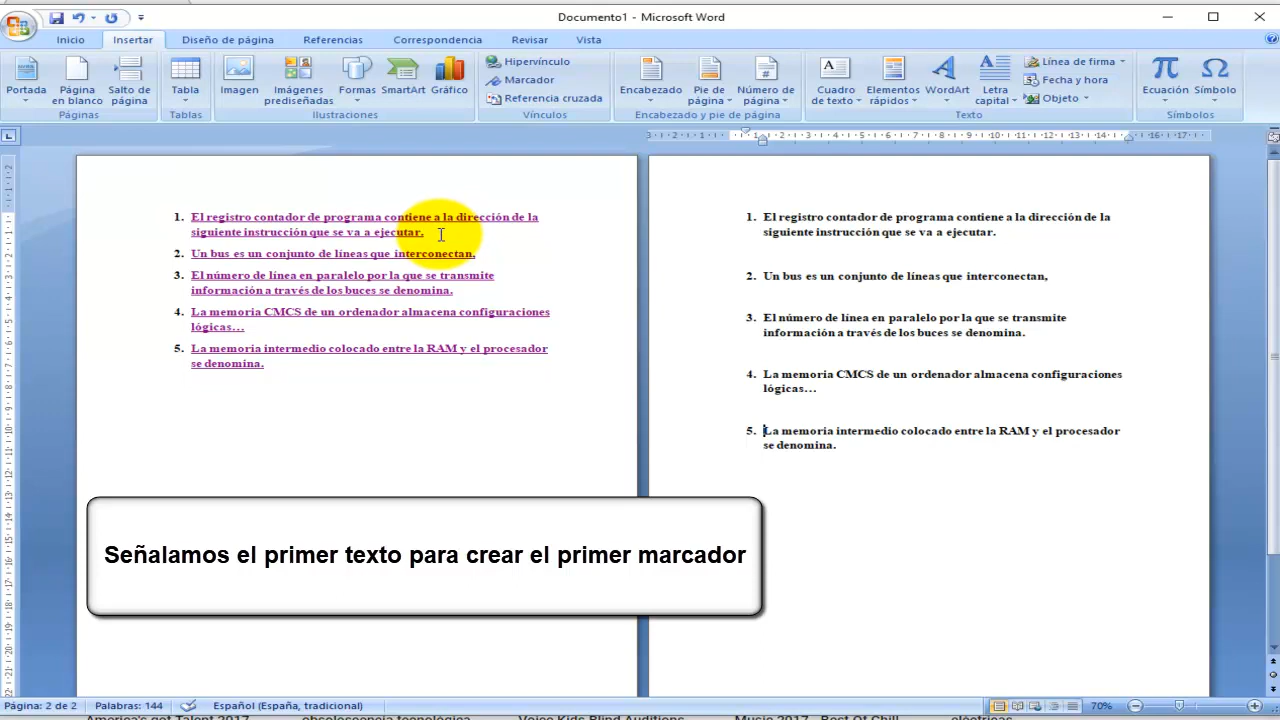 Documento1 - Microsoft Word
Inicio
Insertar
Diseño de página
Referencias
Correspondencia
Revisar
Vista
Portada
Página en blanco
Salto de página
Páginas
Tabla
Tablas
Imagen
Imágenes prediseñadas
Formas
SmartArt
Gráfico
Ilustraciones
Hipervínculo
Marcador
Referencia cruzada
Vínculos
Encabezado
Pie de página
Número de página
Encabezado y pie de página
Cuadro de texto
Elementos rápidos
WordArt
Letra capital
Línea de firma
Fecha y hora
Objeto
Texto
Ecuación
Símbolo
Símbolos
1. El registro contador de programa contiene a la dirección de la
siguiente instrucción que se va a ejecutar.
2. Un bus es un conjunto de líneas que interconectan,
3. El número de línea en paralelo por la que se transmite
información a través de los buces se denomina.
4. La memoria CMCS de un ordenador almacena configuraciones
lógicas…
5. La memoria intermedio colocado entre la RAM y el procesador
se denomina.
1. El registro contador de programa contiene a la dirección de la
siguiente instrucción que se va a ejecutar.
2. Un bus es un conjunto de líneas que interconectan,
3. El número de línea en paralelo por la que se transmite
información a través de los buces se denomina.
4. La memoria CMCS de un ordenador almacena configuraciones
lógicas…
5. La memoria intermedio colocado entre la RAM y el procesador
se denomina.
Señalamos el primer texto para crear el primer marcador
Página: 2 de 2
Palabras: 144
Español (España, tradicional)
70%